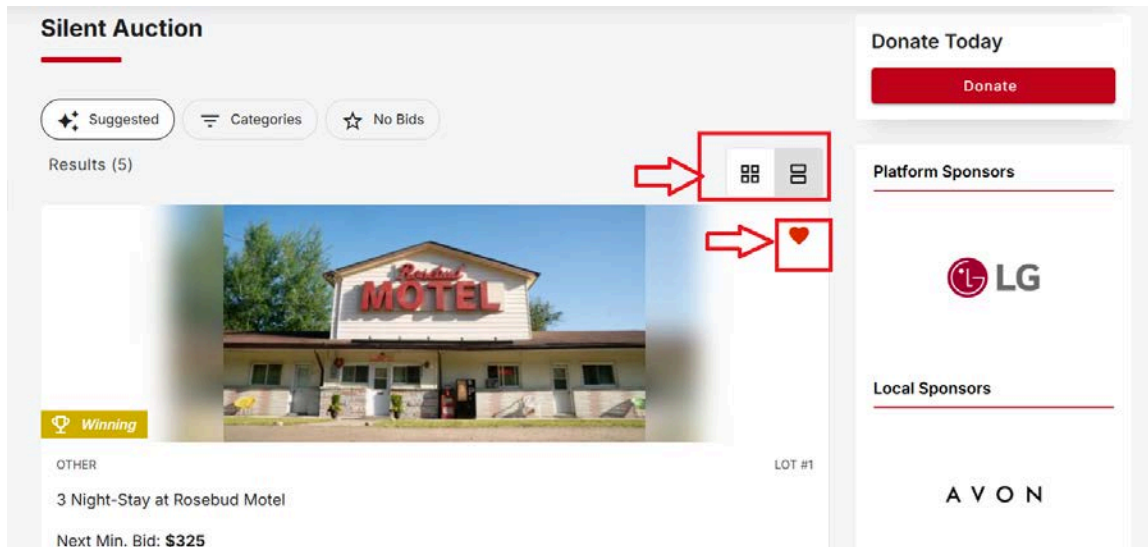 Silent Auction
Suggested
Categories
No Bids
Results (5)
Rosebud
MOTEL
Winning
OTHER
LOT #1
3 Night-Stay at Rosebud Motel
Next Min. Bid: $325
Donate Today
Donate
Platform Sponsors
LG
Local Sponsors
AVON